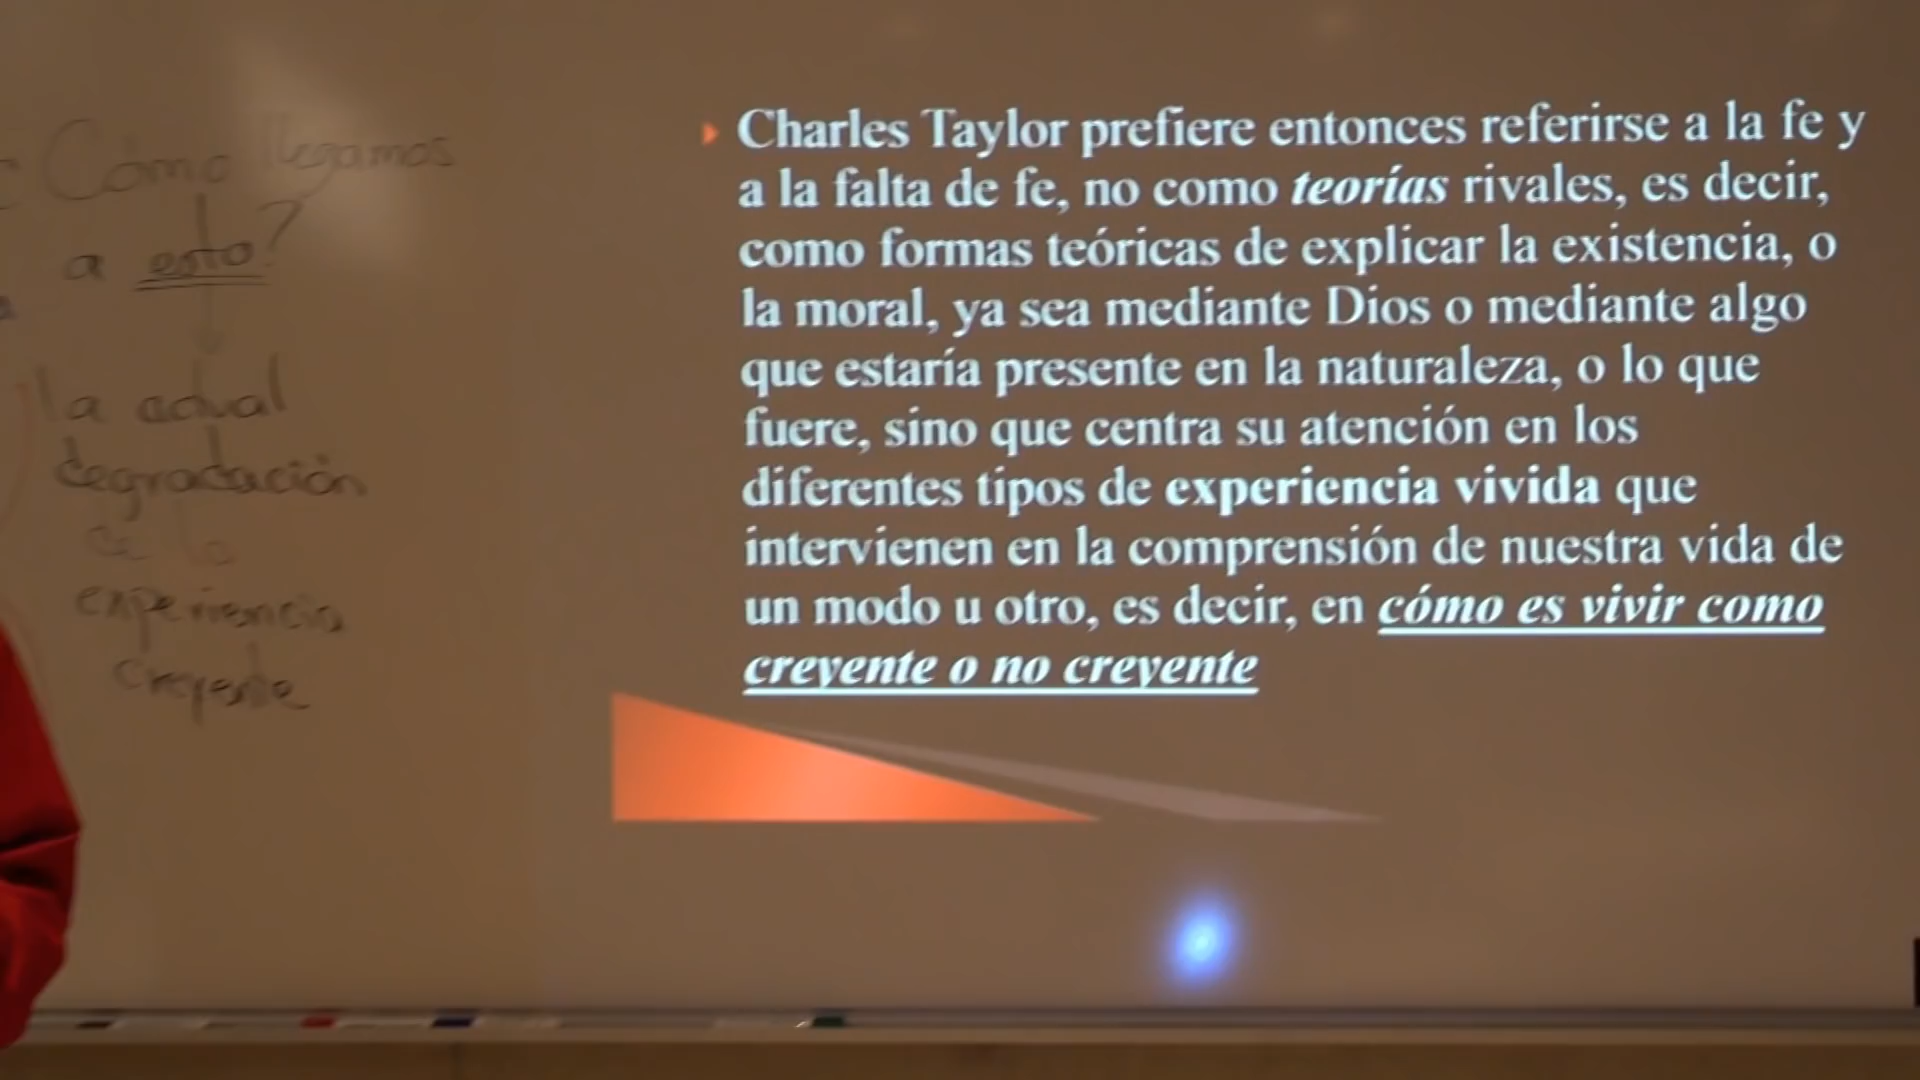 Cómo llegamos
a esto?
la actual
degradación
de la
experiencia
creyente
Charles Taylor prefiere entonces referirse a la fe y
a la falta de fe, no como teorías rivales, es decir,
como formas teóricas de explicar la existencia, o
la moral, ya sea mediante Dios o mediante algo
que estaría presente en la naturaleza, o lo que
fuere, sino que centra su atención en los
diferentes tipos de experiencia vivida que
intervienen en la comprensión de nuestra vida de
un modo u otro, es decir, en cómo es vivir como
creyente o no creyente